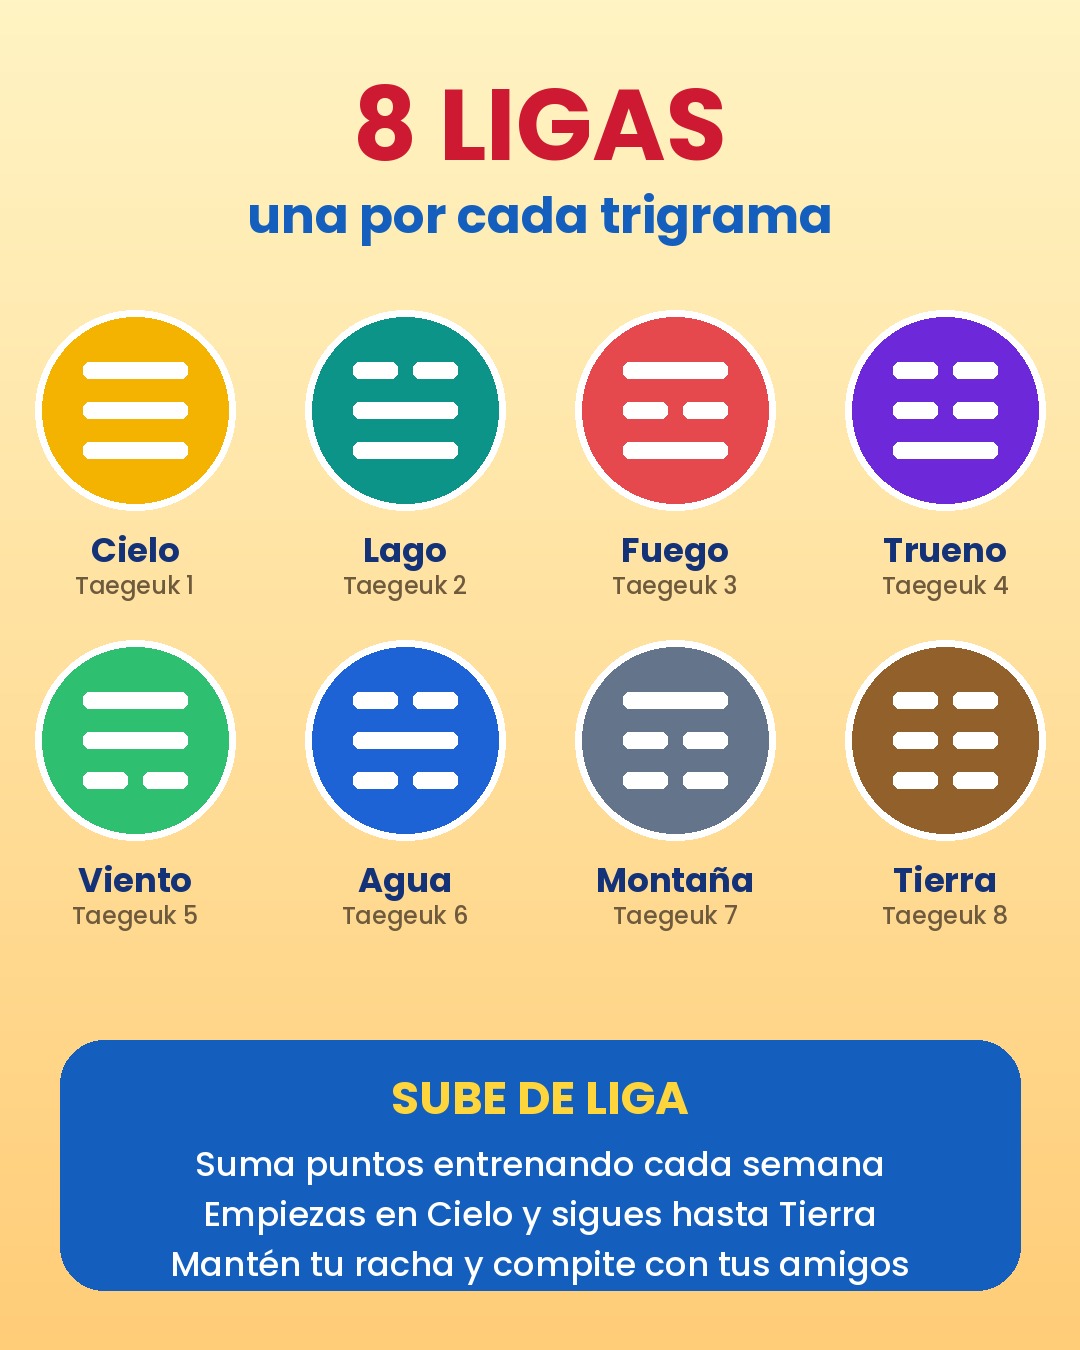 8 LIGAS
una por cada trigrama
Cielo Lago Fuego Trueno
Taegeuk 1 Taegeuk 2 Taegeuk 3 Taegeuk 4
Viento Agua Montaña Tierra
Taegeuk 5 Taegeuk 6 Taegeuk 7 Taegeuk 8
SUBE DE LIGA
Suma puntos entrenando cada semana
Empiezas en Cielo y sigues hasta Tierra
Mantén tu racha y compite con tus amigos